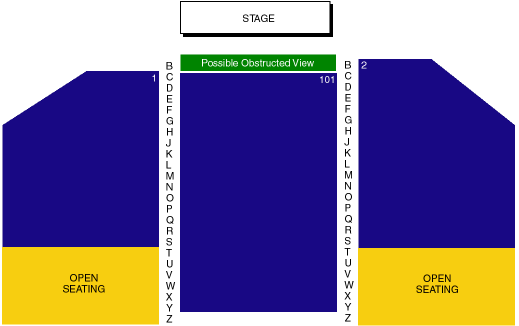 STAGE
Possible Obstructed View
1
101
2
B
C
D
E
F
G
H
J
K
L
M
N
O
P
Q
R
S
T
U
V
W
X
Y
Z
B
C
D
E
F
G
H
J
K
L
M
N
O
P
Q
R
S
T
U
V
W
X
Y
Z
OPEN
SEATING
OPEN
SEATING